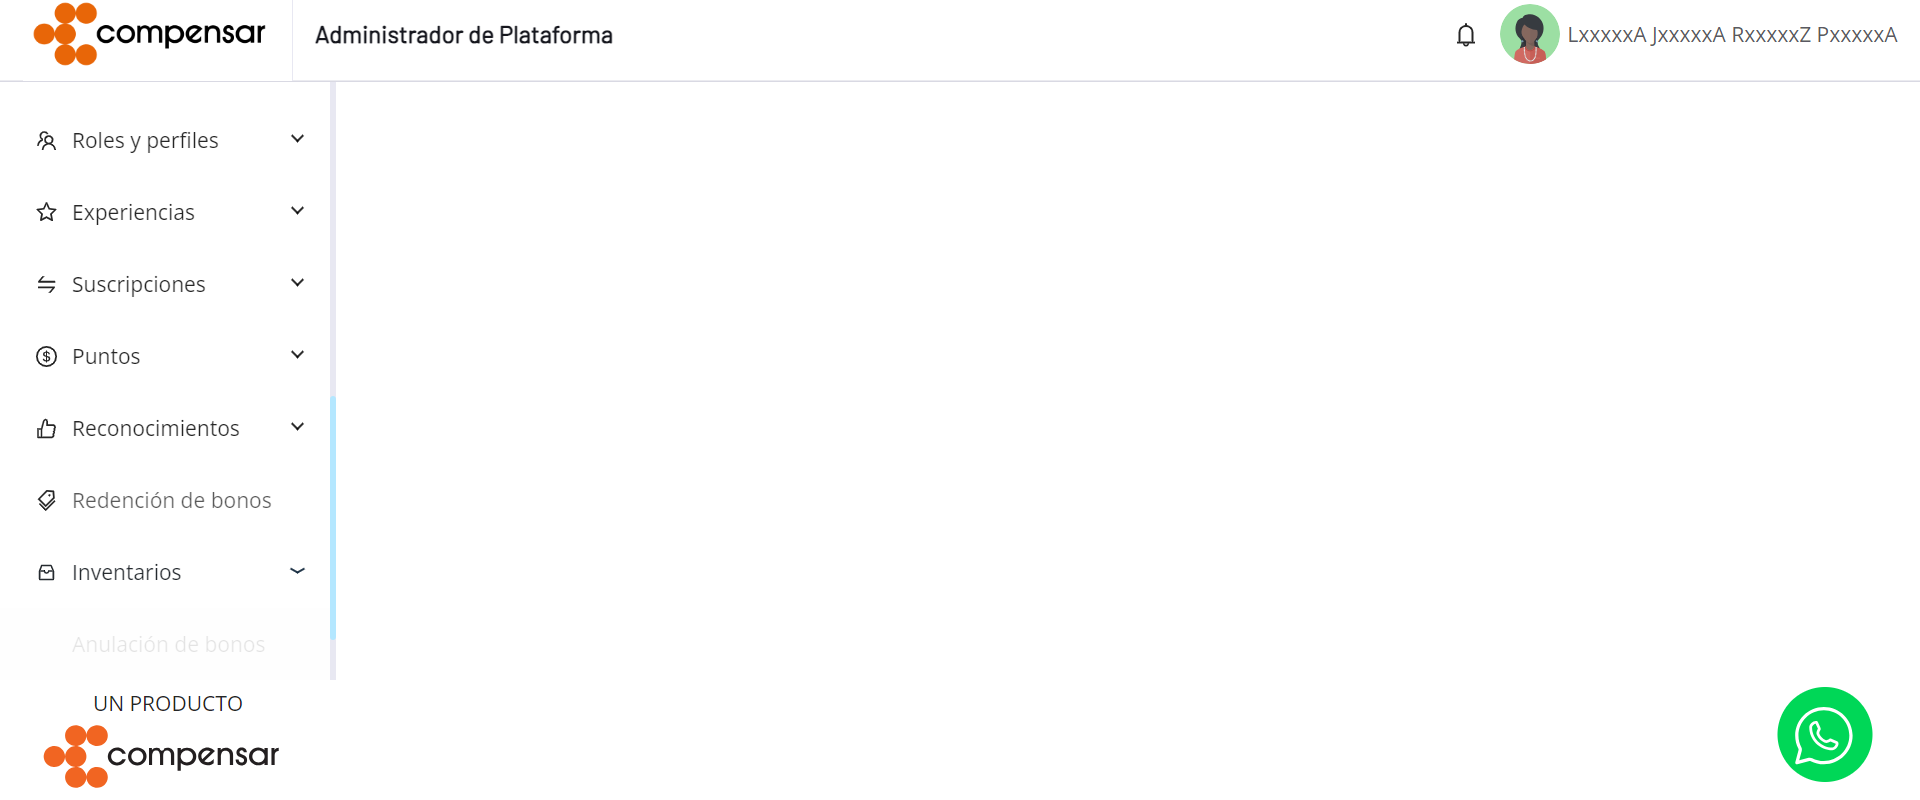 compensar
Administrador de Plataforma
LxxxxxA JxxxxxA RxxxxxZ PxxxxxA
Roles y perfiles
Experiencias
Suscripciones
Puntos
Reconocimientos
Redención de bonos
Inventarios
Anulación de bonos
UN PRODUCTO
compensar